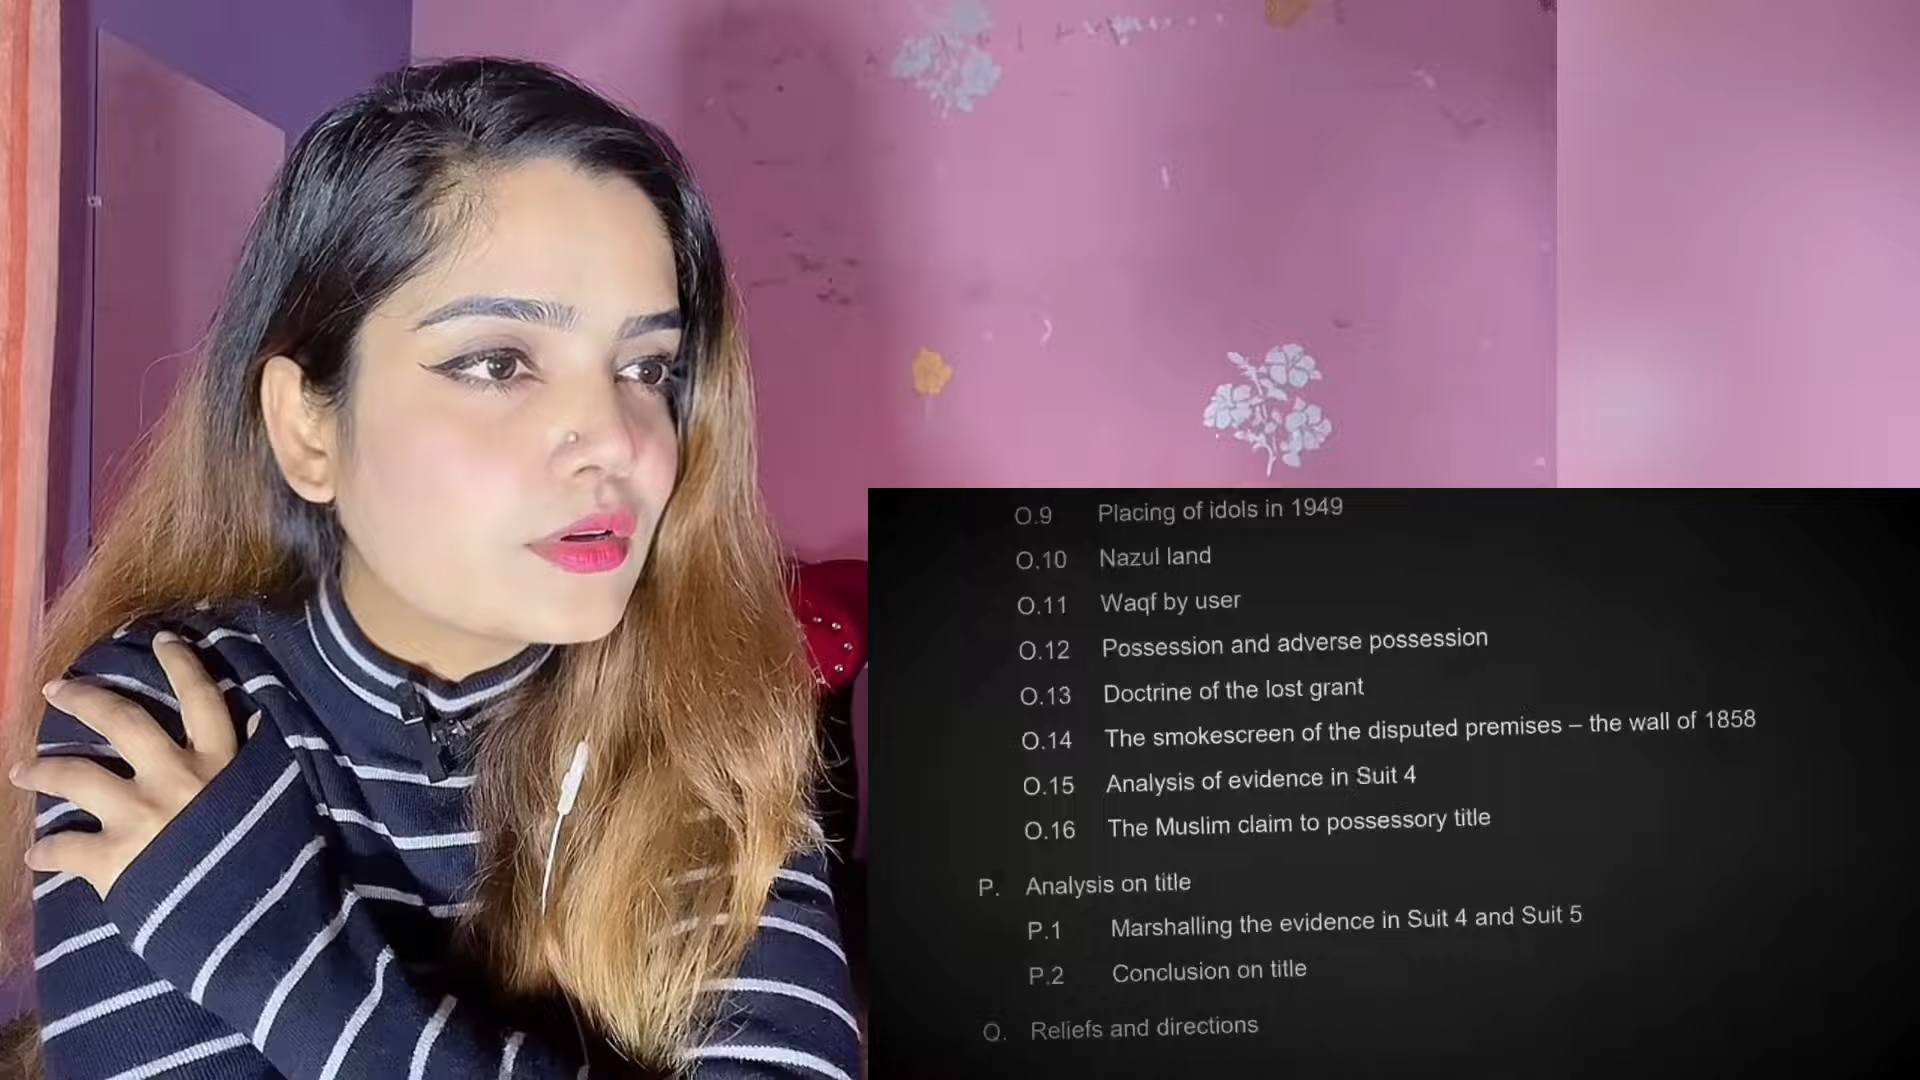 O.9 Placing of idols in 1949
O.10 Nazul land
O.11 Waqf by user
O.12 Possession and adverse possession
O.13 Doctrine of the lost grant
O.14 The smokescreen of the disputed premises – the wall of 1858
O.15 Analysis of evidence in Suit 4
O.16 The Muslim claim to possessory title
P. Analysis on title
P.1 Marshalling the evidence in Suit 4 and Suit 5
P.2 Conclusion on title
Q. Reliefs and directions